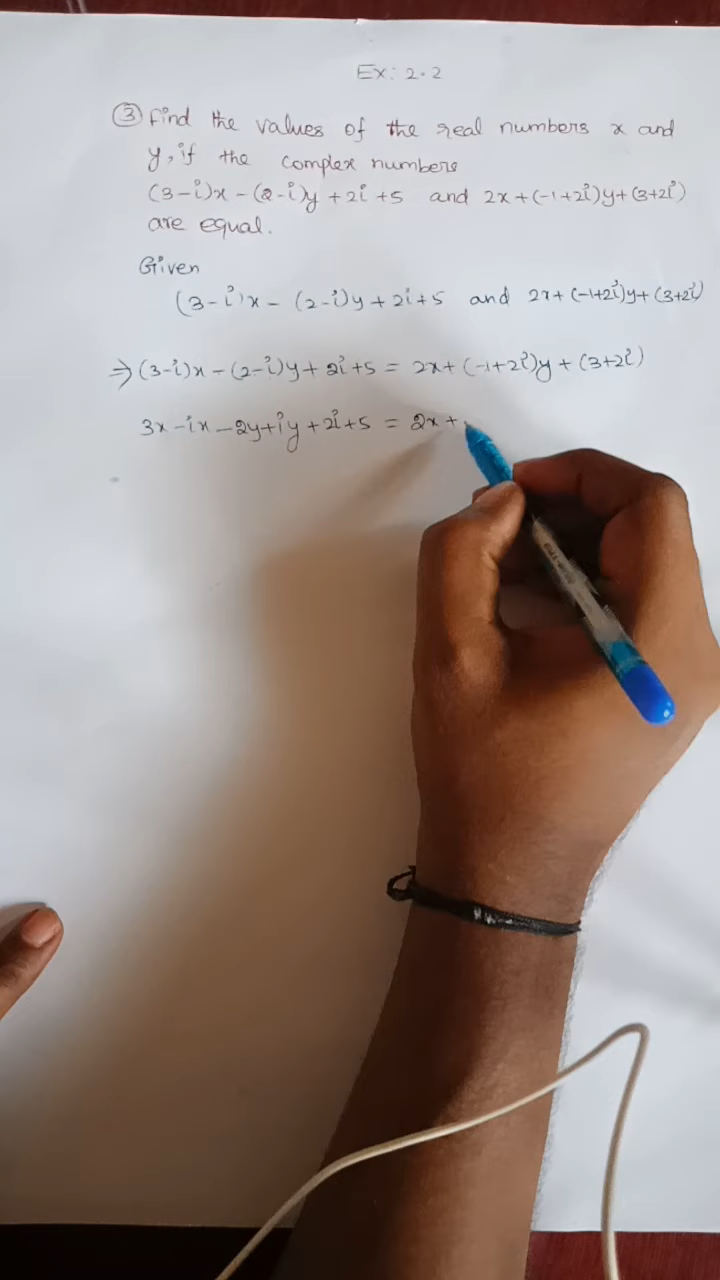 Ex: 2.2
③ Find the values of the real numbers x and
y, if the complex numbers
(3-i)x - (2-i)y + 2i + 5 and 2x + (-1+2i)y + (3+2i)
are equal.
Given
(3-i)x - (2-i)y + 2i + 5 and 2x + (-1+2i)y + (3+2i)
⇒ (3-i)x - (2-i)y + 2i + 5 = 2x + (-1+2i)y + (3+2i)
3x - ix - 2y + iy + 2i + 5 = 2x +